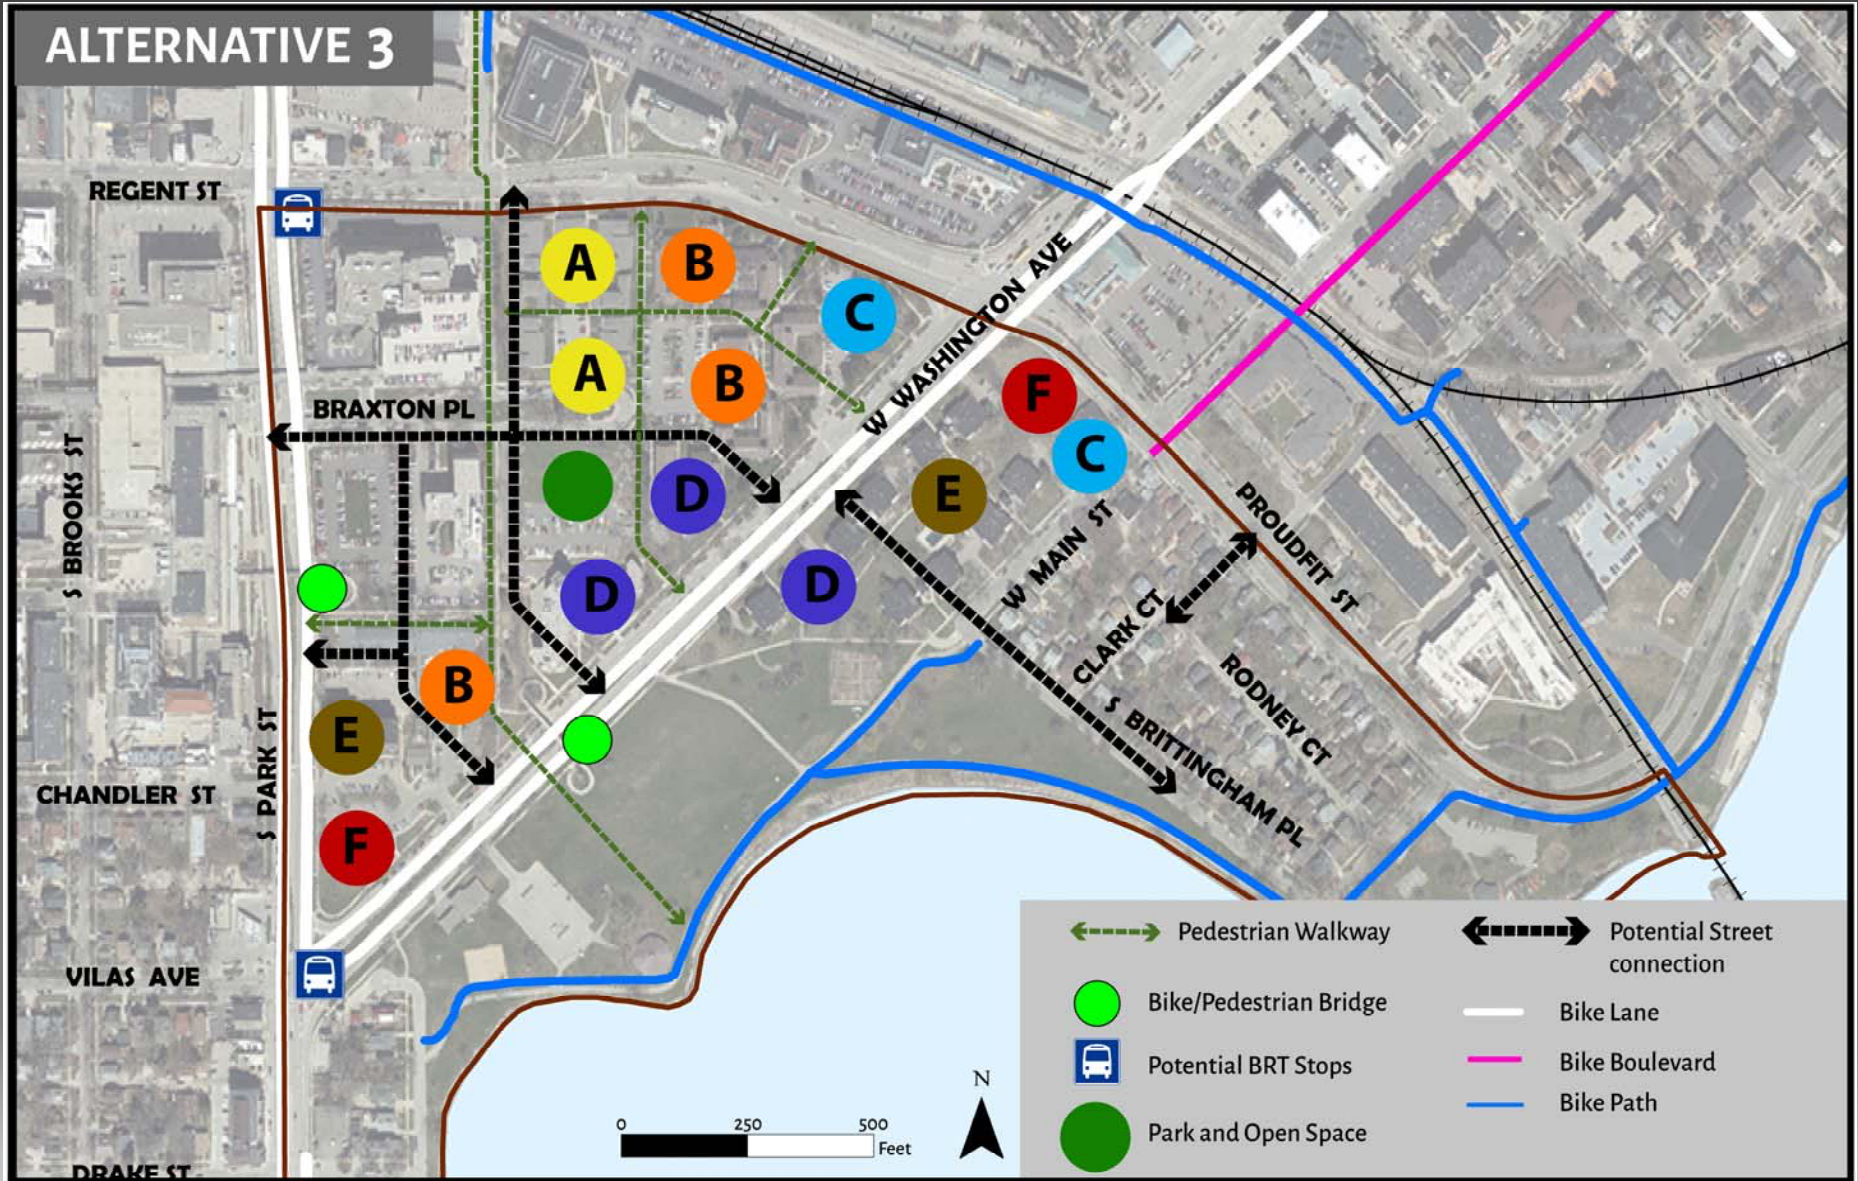 ALTERNATIVE 3
REGENT ST
A
B
C
W WASHINGTON AVE
A
B
F
BRAXTON PL
C
S BROOKS ST
D
E
W MAIN ST
PROUDFIT ST
D
D
CLARK CT
B
RODNEY CT
E
S PARK ST
S BRITTINGHAM PL
CHANDLER ST
F
VILAS AVE
DRAKE ST
0 250 500
Feet
N
Pedestrian Walkway
Bike/Pedestrian Bridge
Potential BRT Stops
Park and Open Space
Potential Street
connection
Bike Lane
Bike Boulevard
Bike Path